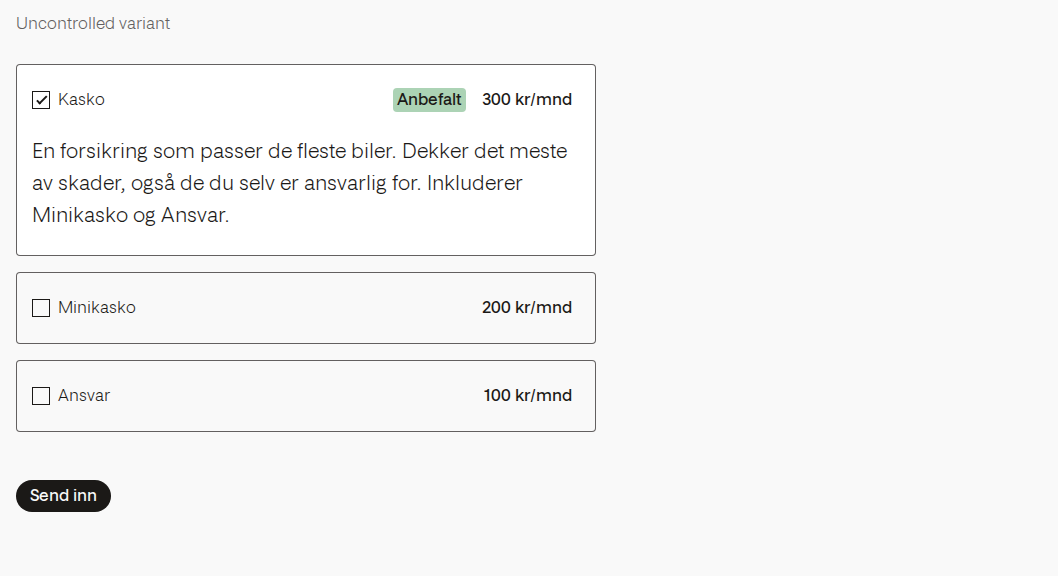 Uncontrolled variant
Kasko Anbefalt 300 kr/mnd
En forsikring som passer de fleste biler. Dekker det meste
av skader, også de du selv er ansvarlig for. Inkluderer
Minikasko og Ansvar.
Minikasko 200 kr/mnd
Ansvar 100 kr/mnd
Send inn